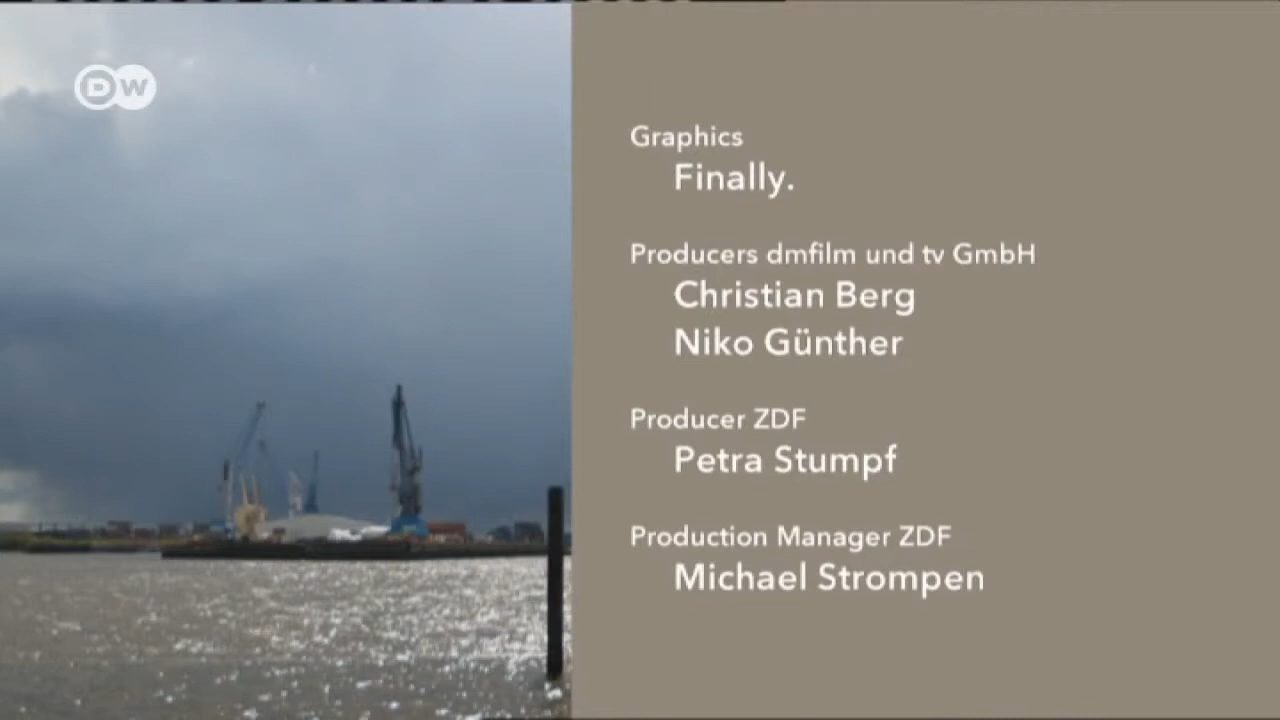 DW
Graphics
Finally.
Producers dmfilm und tv GmbH
Christian Berg
Niko Günther
Producer ZDF
Petra Stumpf
Production Manager ZDF
Michael Strompen